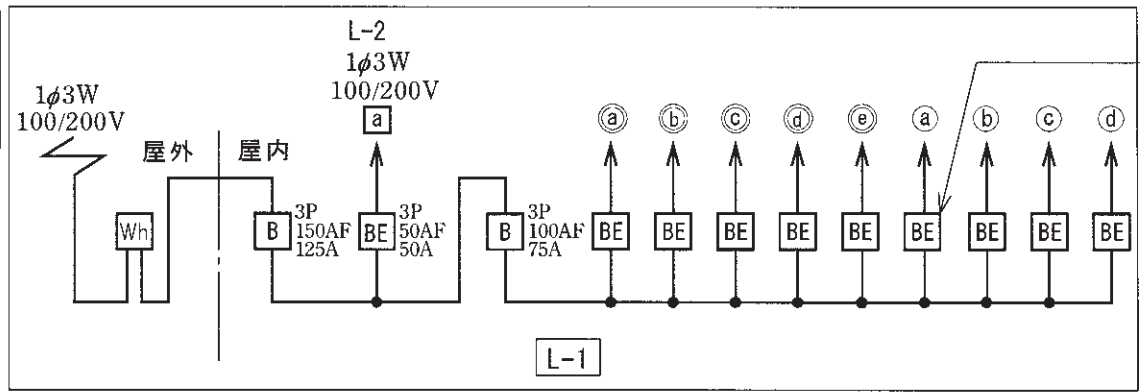 L-2
1φ3W
100/200V
a
1φ3W
100/200V
屋外
屋内
ⓐ ⓑ ⓒ ⓓ ⓔ ⓐ ⓑ ⓒ ⓓ
Wh
B
3P
150AF
125A
BE
3P
50AF
50A
B
3P
100AF
75A
BE BE BE BE BE BE BE BE BE
L-1